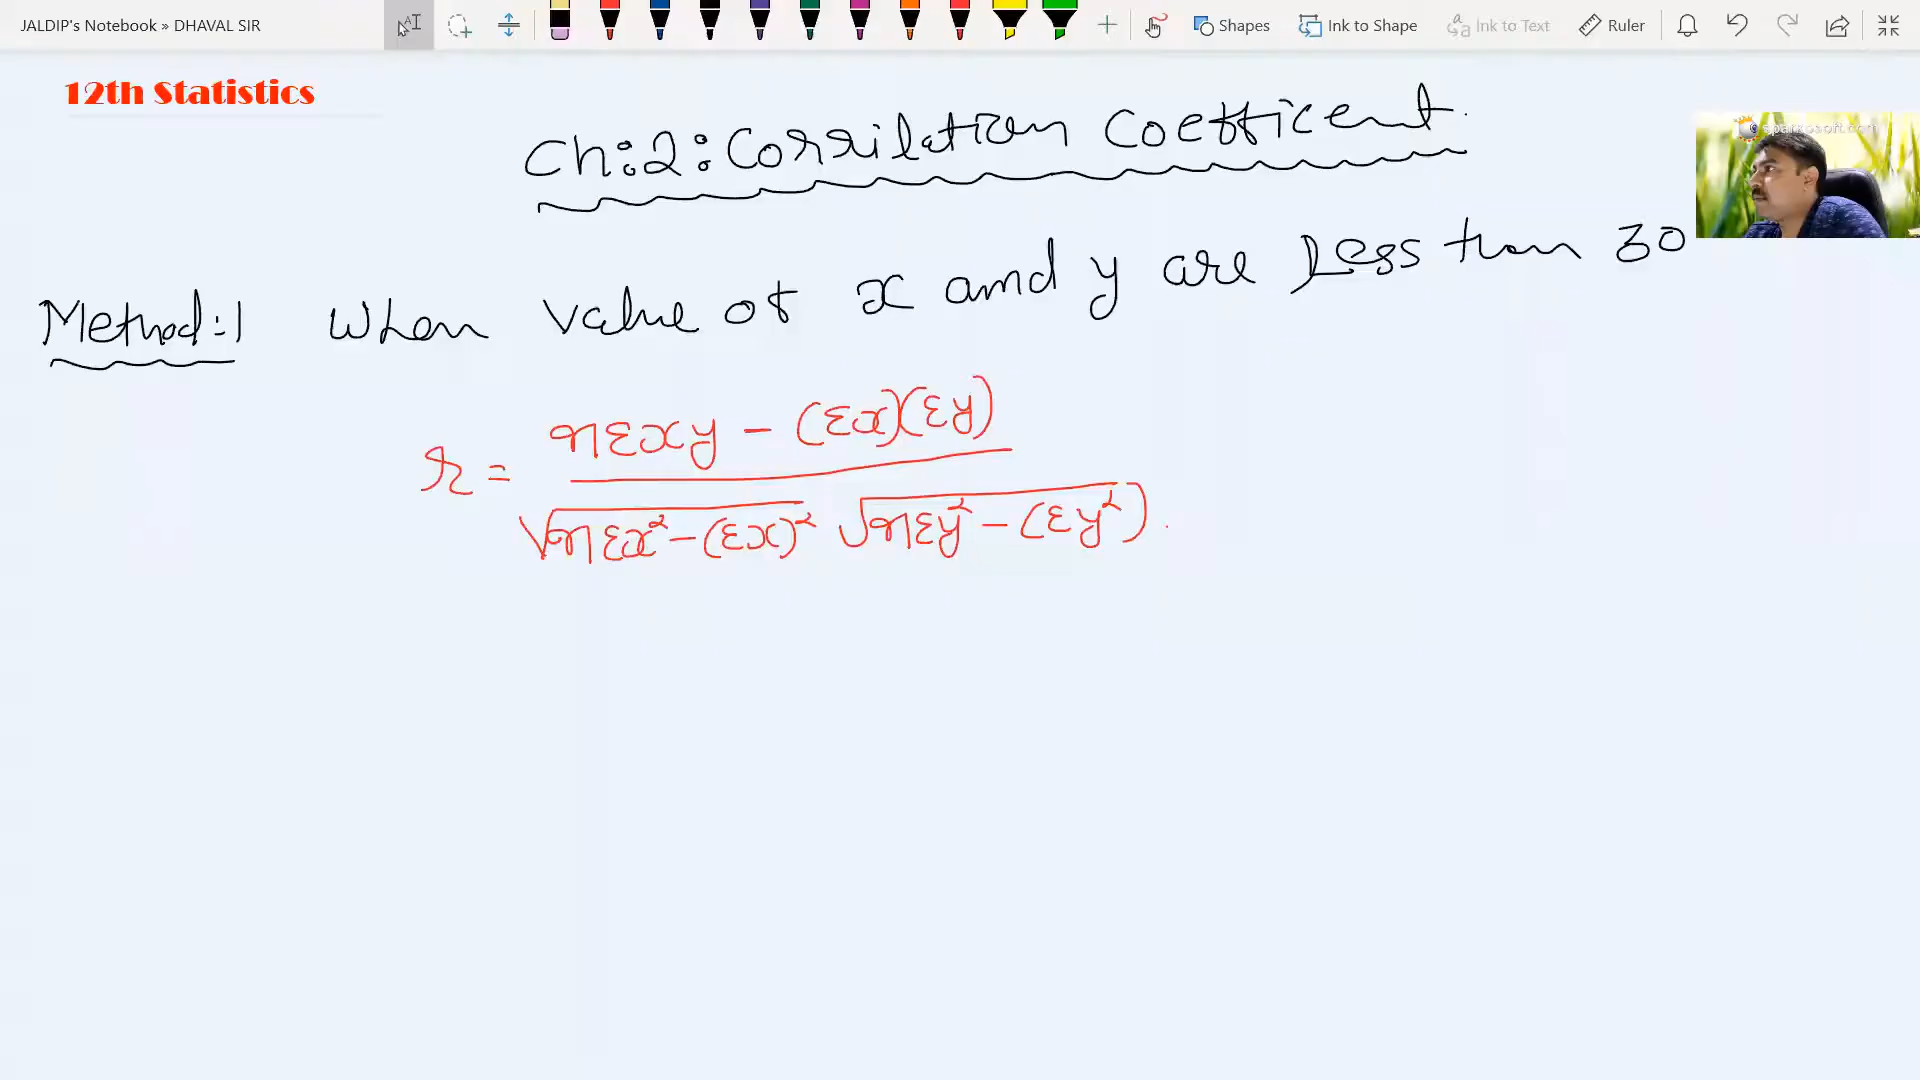 JALDIP's Notebook » DHAVAL SIR
Shapes Ink to Shape Ink to Text Ruler
12th Statistics
Ch:2: Corrilation Coefficent.
Method:1 When value of x and y are Less than 30
r = nΣxy - (Σx)(Σy)
√nΣx² - (Σx)² √nΣy² - (Σy²).